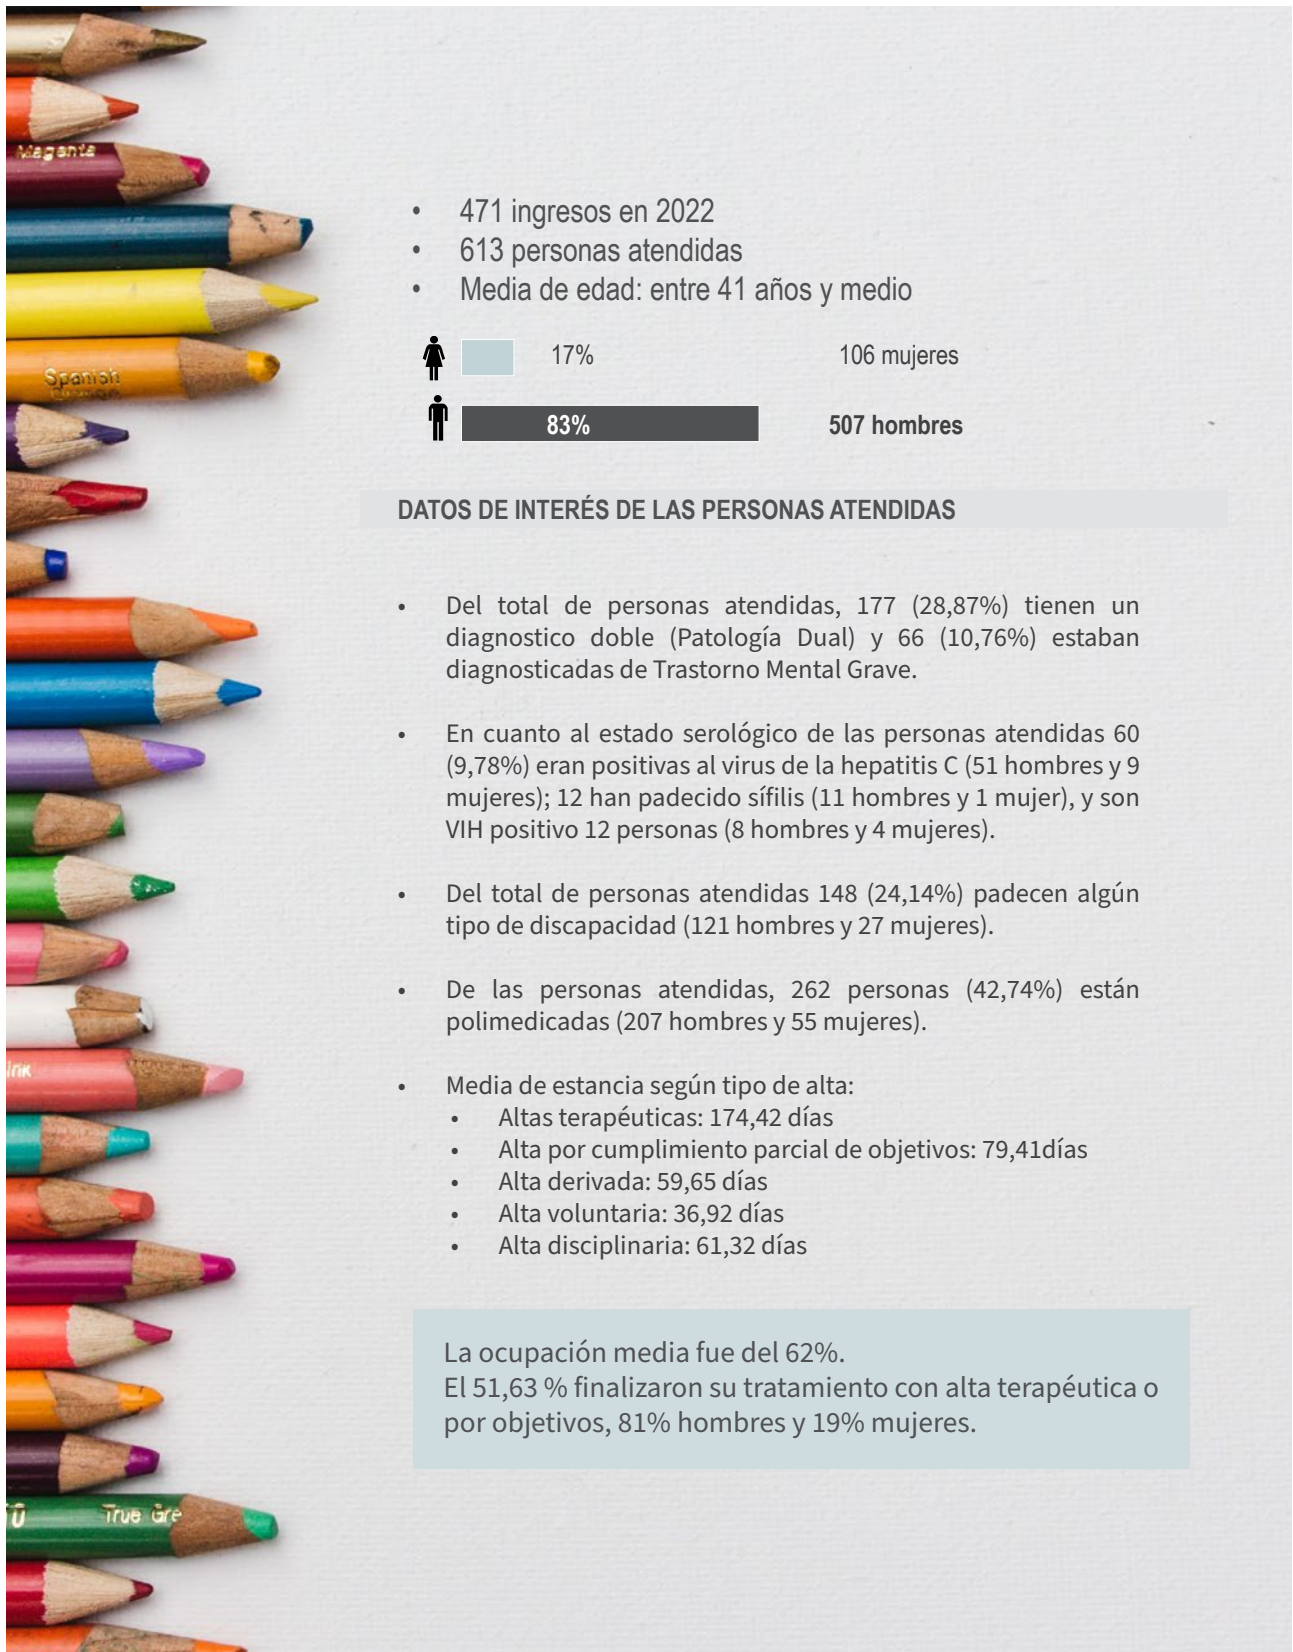 Magenta
Spanish
Orange
ink
True Gre
• 471 ingresos en 2022
• 613 personas atendidas
• Media de edad: entre 41 años y medio
17% 106 mujeres
83% 507 hombres
DATOS DE INTERÉS DE LAS PERSONAS ATENDIDAS
• Del total de personas atendidas, 177 (28,87%) tienen un
diagnostico doble (Patología Dual) y 66 (10,76%) estaban
diagnosticadas de Trastorno Mental Grave.
• En cuanto al estado serológico de las personas atendidas 60
(9,78%) eran positivas al virus de la hepatitis C (51 hombres y 9
mujeres); 12 han padecido sífilis (11 hombres y 1 mujer), y son
VIH positivo 12 personas (8 hombres y 4 mujeres).
• Del total de personas atendidas 148 (24,14%) padecen algún
tipo de discapacidad (121 hombres y 27 mujeres).
• De las personas atendidas, 262 personas (42,74%) están
polimedicadas (207 hombres y 55 mujeres).
• Media de estancia según tipo de alta:
• Altas terapéuticas: 174,42 días
• Alta por cumplimiento parcial de objetivos: 79,41días
• Alta derivada: 59,65 días
• Alta voluntaria: 36,92 días
• Alta disciplinaria: 61,32 días
La ocupación media fue del 62%.
El 51,63 % finalizaron su tratamiento con alta terapéutica o
por objetivos, 81% hombres y 19% mujeres.